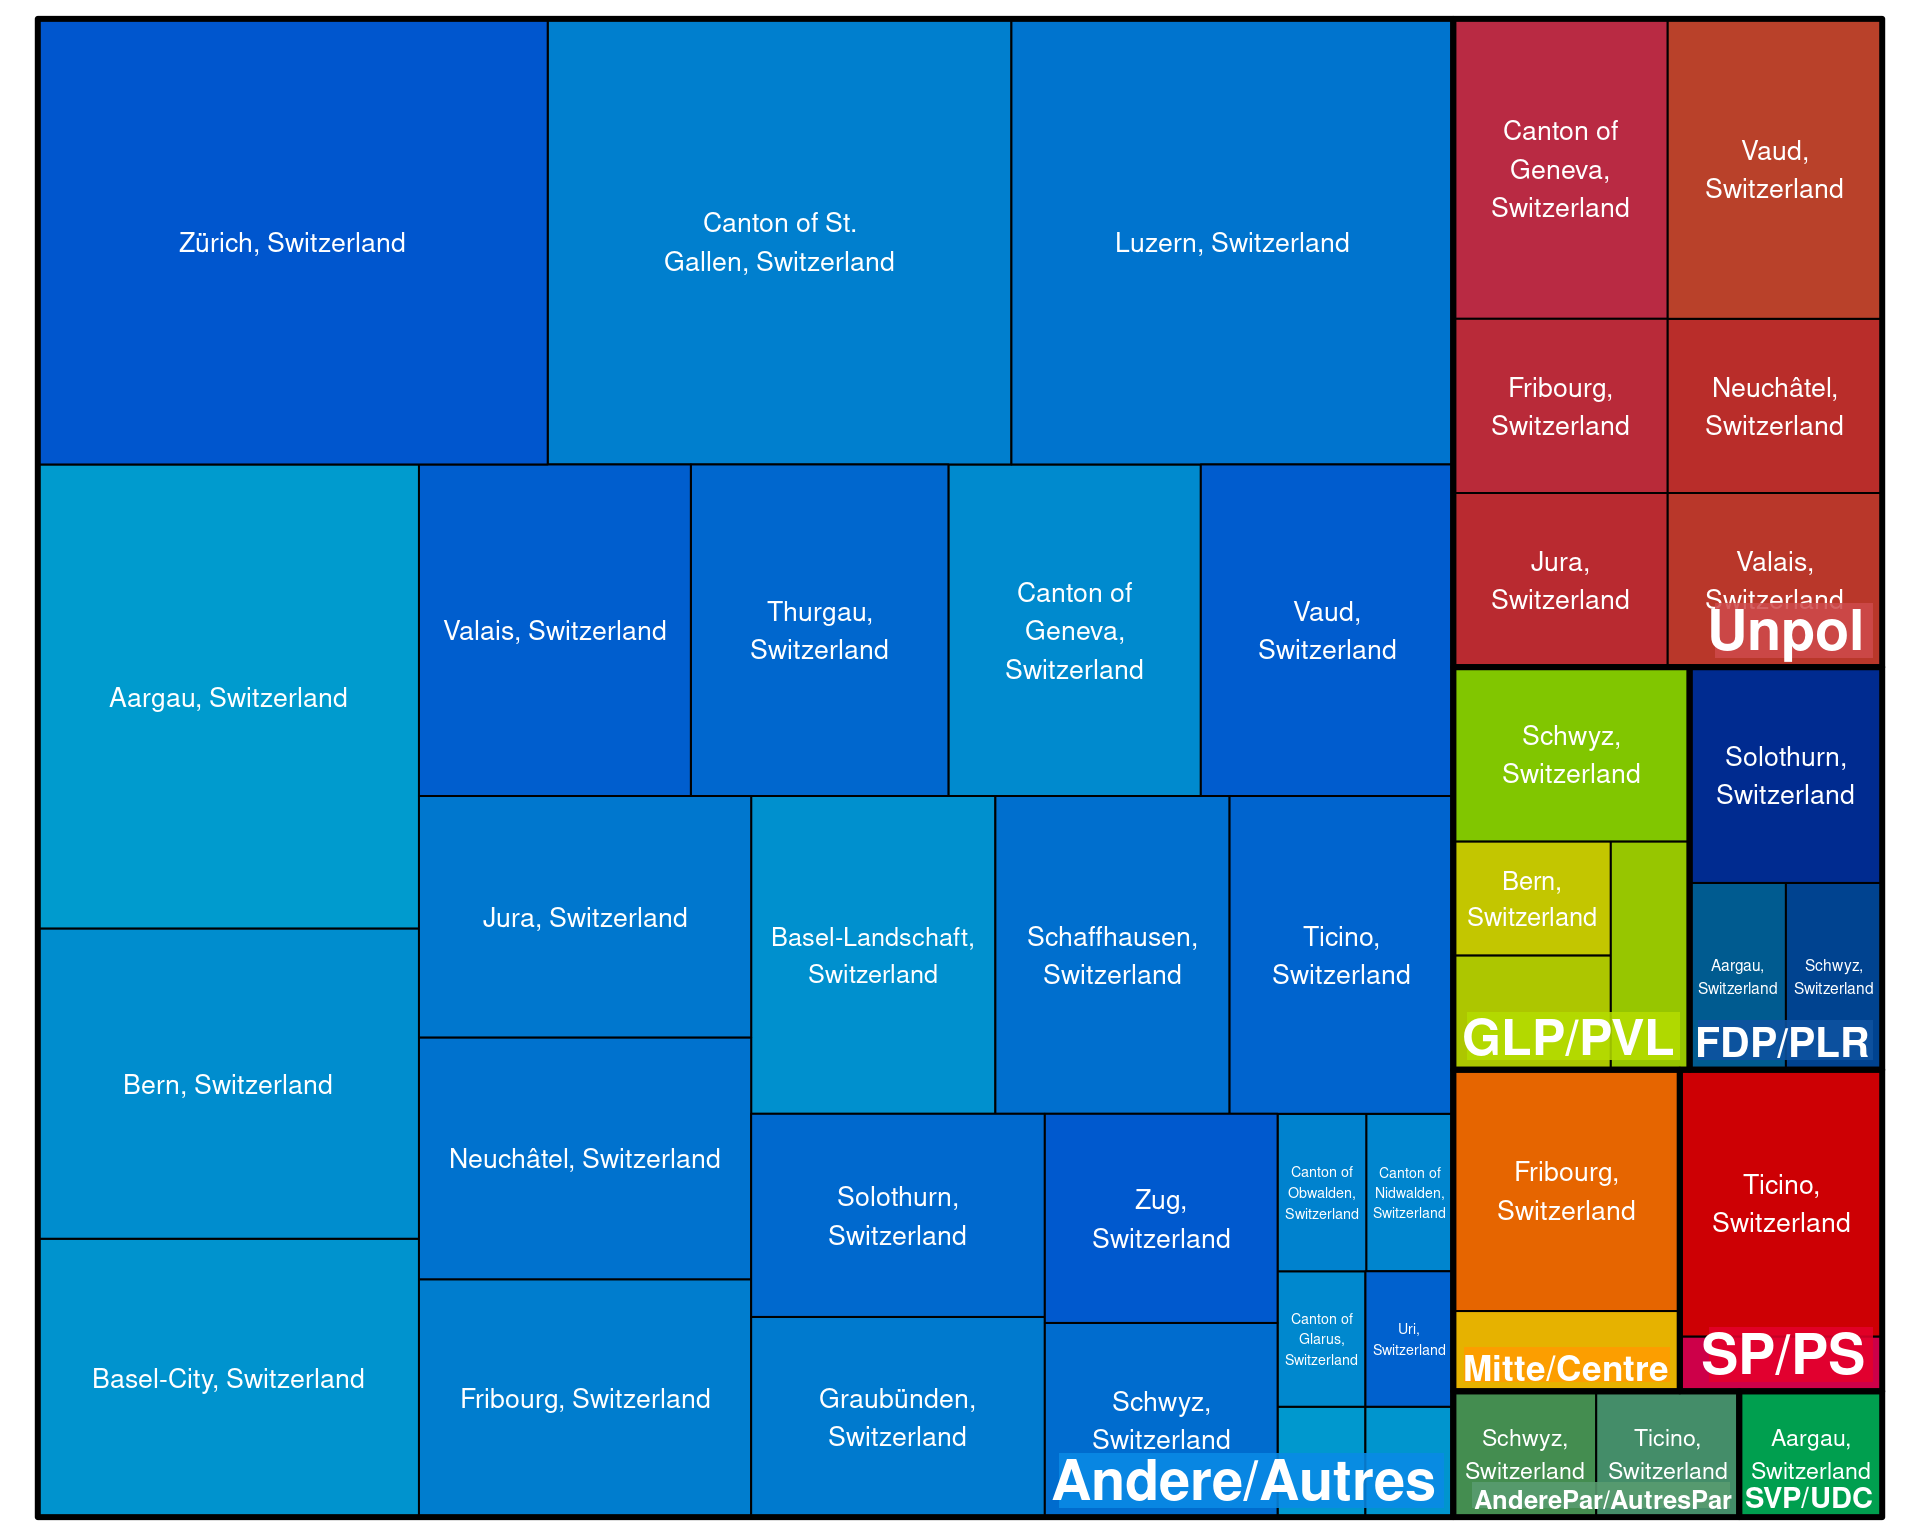 Zürich, Switzerland
Canton of St.
Gallen, Switzerland
Luzern, Switzerland
Aargau, Switzerland
Valais, Switzerland
Thurgau,
Switzerland
Canton of
Geneva,
Switzerland
Vaud,
Switzerland
Bern, Switzerland
Jura, Switzerland
Basel-Landschaft,
Switzerland
Schaffhausen,
Switzerland
Ticino,
Switzerland
Neuchâtel, Switzerland
Basel-City, Switzerland
Fribourg, Switzerland
Solothurn,
Switzerland
Zug,
Switzerland
Canton of
Obwalden,
Switzerland
Canton of
Nidwalden,
Switzerland
Canton of
Glarus,
Switzerland
Uri,
Switzerland
Graubünden,
Switzerland
Schwyz,
Switzerland
Andere/Autres
Canton of
Geneva,
Switzerland
Vaud,
Switzerland
Fribourg,
Switzerland
Neuchâtel,
Switzerland
Jura,
Switzerland
Valais,
Switzerland
Unpol
Schwyz,
Switzerland
Bern,
Switzerland
GLP/PVL
Solothurn,
Switzerland
Aargau,
Switzerland
Schwyz,
Switzerland
FDP/PLR
Fribourg,
Switzerland
Mitte/Centre
Ticino,
Switzerland
SP/PS
Schwyz,
Switzerland
Ticino,
Switzerland
AnderePar/AutresPar
Aargau,
Switzerland
SVP/UDC